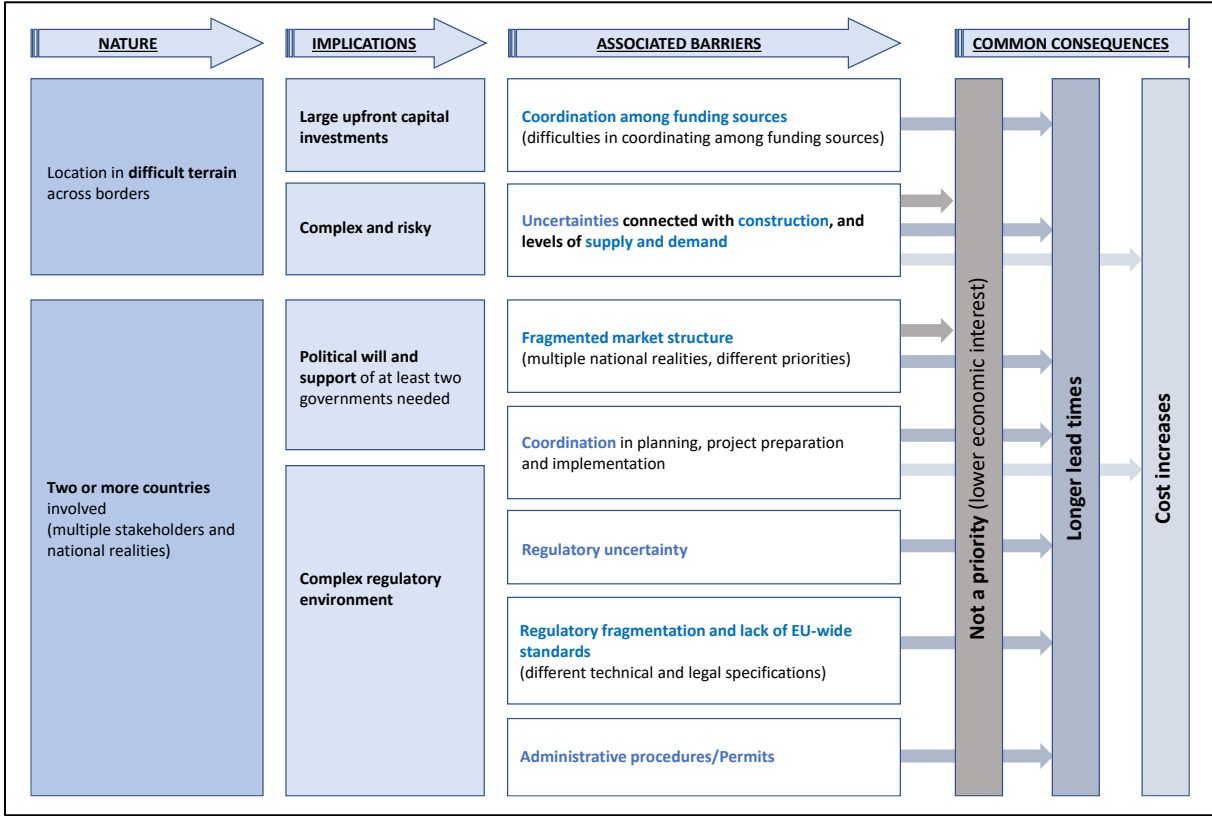 NATURE
IMPLICATIONS
ASSOCIATED BARRIERS
COMMON CONSEQUENCES
Location in difficult terrain
across borders
Large upfront capital
investments
Complex and risky
Coordination among funding sources
(difficulties in coordinating among funding sources)
Uncertainties connected with construction, and
levels of supply and demand
Two or more countries
involved
(multiple stakeholders and
national realities)
Political will and
support of at least two
governments needed
Complex regulatory
environment
Fragmented market structure
(multiple national realities, different priorities)
Coordination in planning, project preparation
and implementation
Regulatory uncertainty
Regulatory fragmentation and lack of EU-wide
standards
(different technical and legal specifications)
Administrative procedures/Permits
Not a priority (lower economic interest)
Longer lead times
Cost increases